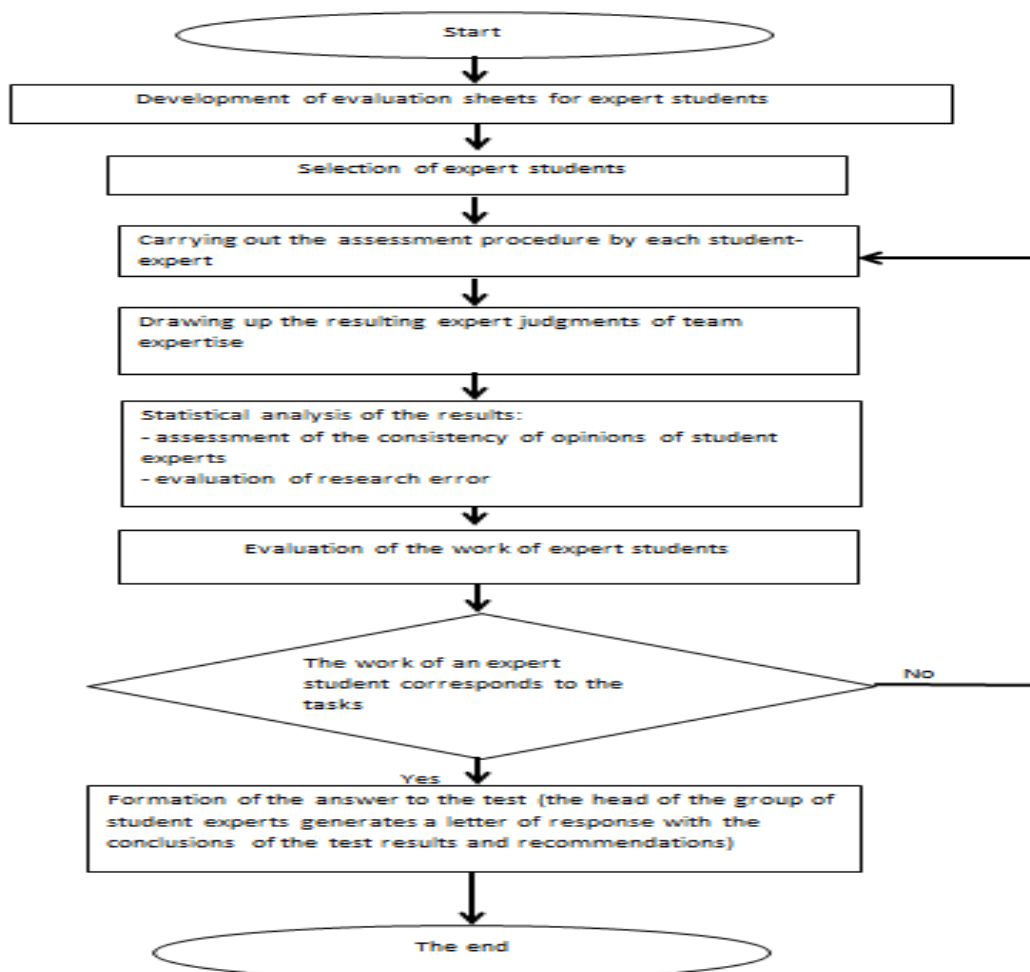 Start
Development of evaluation sheets for expert students
Selection of expert students
Carrying out the assessment procedure by each student-
expert
Drawing up the resulting expert judgments of team
expertise
Statistical analysis of the results:
- assessment of the consistency of opinions of student
experts
- evaluation of research error
Evaluation of the work of expert students
The work of an expert
student corresponds to the
tasks
No
Yes
Formation of the answer to the test (the head of the group of
student experts generates a letter of response with the
conclusions of the test results and recommendations)
The end